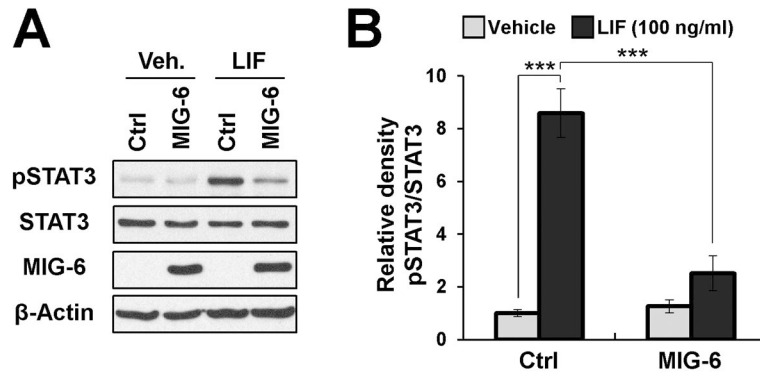 A
Veh. LIF
Ctrl MIG-6 Ctrl MIG-6
pSTAT3
STAT3
MIG-6
β-Actin
B
Vehicle LIF (100 ng/ml)
*** ***
Relative density
pSTAT3/STAT3
10
8
6
4
2
0
Ctrl MIG-6